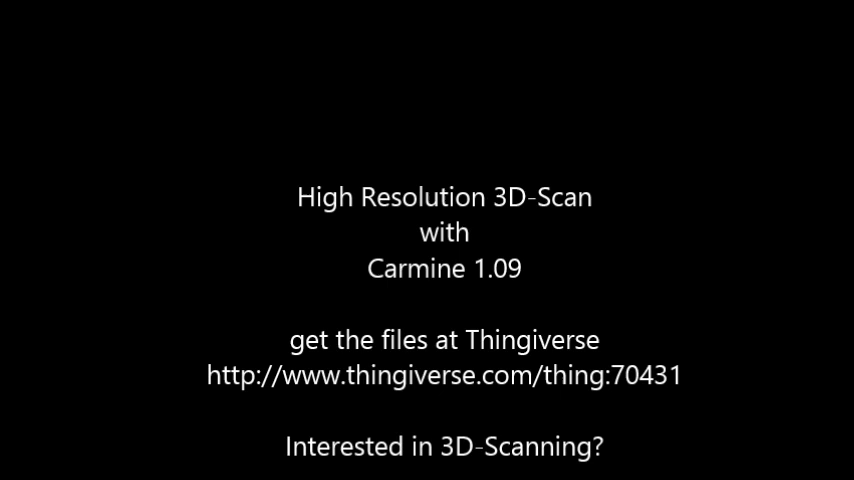 High Resolution 3D-Scan
with
Carmine 1.09
get the files at Thingiverse
http://www.thingiverse.com/thing:70431
Interested in 3D-Scanning?